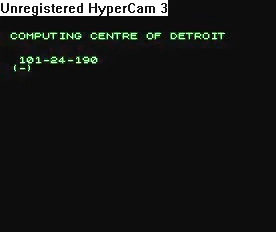 Unregistered HyperCam 3
COMPUTING CENTRE OF DETROIT
101-24-190
(-)